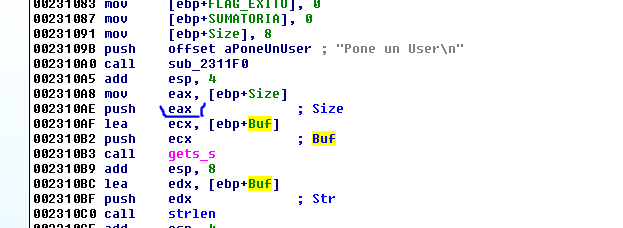 00231083 mov [ebp+FLAG_EXITO], 0
00231087 mov [ebp+SUMATORIA], 0
00231091 mov [ebp+Size], 8
0023109B push offset aPoneUnUser ; "Pone un User\n"
002310A0 call sub_2311F0
002310A5 add esp, 4
002310A8 mov eax, [ebp+Size]
002310AE push eax ; Size
002310AF lea ecx, [ebp+Buf]
002310B2 push ecx ; Buf
002310B3 call gets_s
002310B9 add esp, 8
002310BC lea edx, [ebp+Buf]
002310BF push edx ; Str
002310C0 call strlen